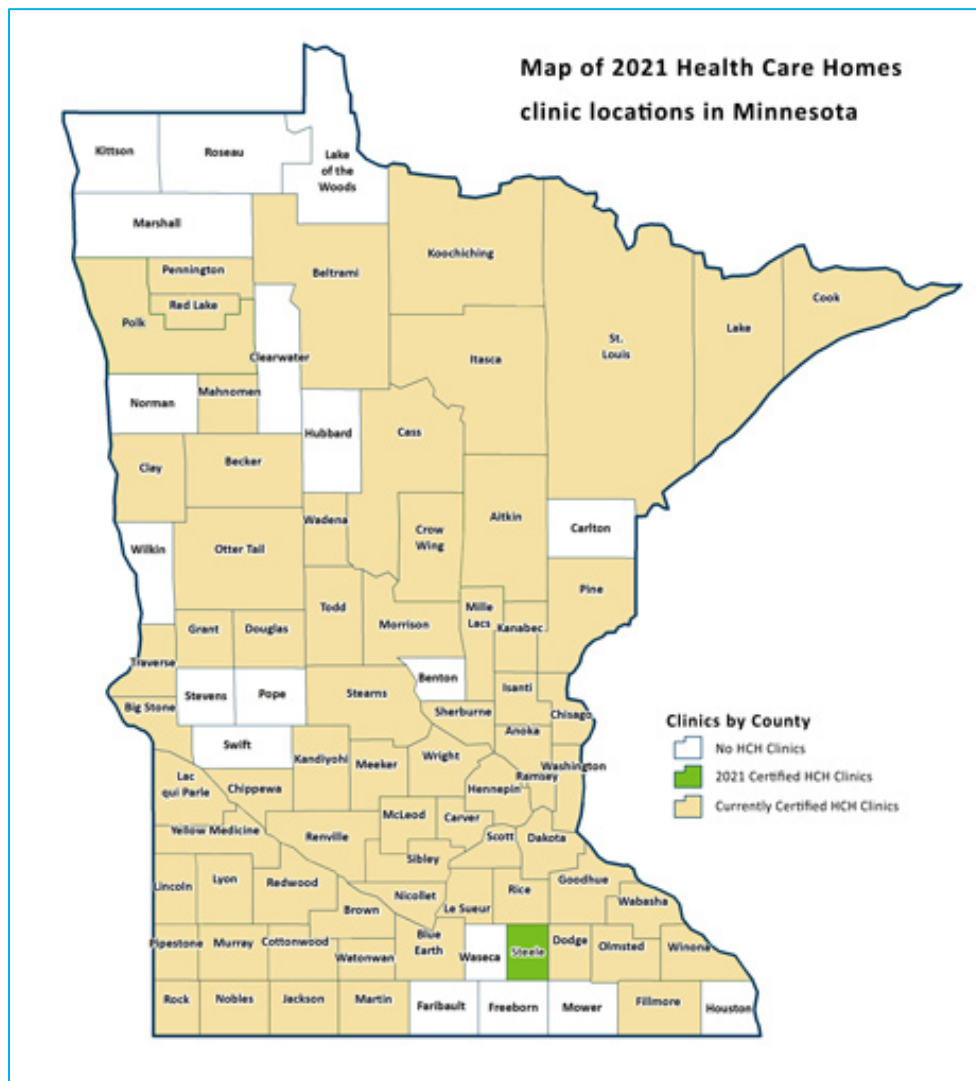 Map of 2021 Health Care Homes
clinic locations in Minnesota
Kittson
Roseau
Lake
of the
Woods
Marshall
Koochiching
Pennington
Beltrami
Red Lake
Cook
Polk
Lake
St.
Louis
Clearwater
Itasca
Mahnomen
Norman
Hubbard
Cass
Clay
Becker
Wadena
Aitkin
Carlton
Crow
Wing
Wilkin
Otter Tail
Pine
Todd
Mille
Lacs
Morrison
Kanabec
Grant
Douglas
Traverse
Benton
Stevens
Pope
Stearns
Isanti
Big Stone
Sherburne
Chisago
Anoka
Swift
Kandiyohi
Meeker
Wright
Washington
Ramsey
Hennepin
Lac
qui Parle
Chippewa
McLeod
Carver
Yellow Medicine
Renville
Scott
Dakota
Sibley
Lincoln
Lyon
Redwood
Nicollet
Rice
Goodhue
Wabasha
Brown
Le Sueur
Pipestone
Murray
Cottonwood
Watonwan
Blue
Earth
Waseca
Steele
Dodge
Olmsted
Winona
Rock
Nobles
Jackson
Martin
Faribault
Freeborn
Mower
Fillmore
Houston
Clinics by County
No HCH Clinics
2021 Certified HCH Clinics
Currently Certified HCH Clinics